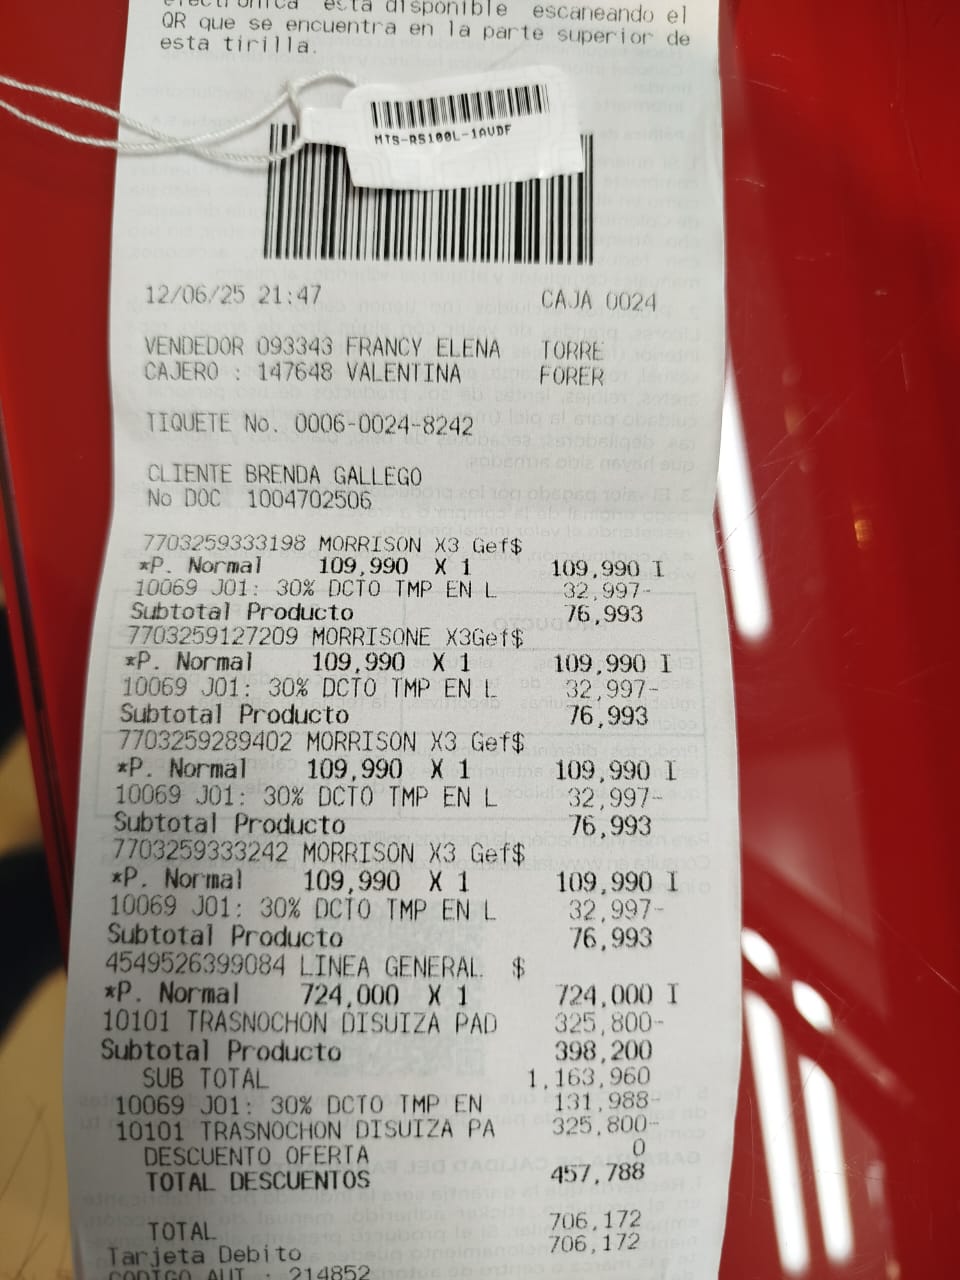 electrónica está disponible escaneando el
QR que se encuentra en la parte superior de
esta tirilla.
MTS-RS100L-1AVDF
12/06/25 21:47 CAJA 0024
VENDEDOR 093343 FRANCY ELENA TORRE
CAJERO : 147648 VALENTINA FORER
TIQUETE No. 0006-0024-8242
CLIENTE BRENDA GALLEGO
No DOC 1004702506
7703259333198 MORRISON X3 Gef$
*P. Normal 109,990 X 1 109,990 I
10069 J01: 30% DCTO TMP EN L 32,997-
Subtotal Producto 76,993
7703259127209 MORRISONE X3Gef$
*P. Normal 109,990 X 1 109,990 I
10069 J01: 30% DCTO TMP EN L 32,997-
Subtotal Producto 76,993
7703259289402 MORRISON X3 Gef$
*P. Normal 109,990 X 1 109,990 I
10069 J01: 30% DCTO TMP EN L 32,997-
Subtotal Producto 76,993
7703259333242 MORRISON X3 Gef$
*P. Normal 109,990 X 1 109,990 I
10069 J01: 30% DCTO TMP EN L 32,997-
Subtotal Producto 76,993
4549526399084 LINEA GENERAL $
*P. Normal 724,000 X 1 724,000 I
10101 TRASNOCHON DISUIZA PAD 325,800-
Subtotal Producto 398,200
SUB TOTAL 1,163,960
10069 J01: 30% DCTO TMP EN 131,988-
10101 TRASNOCHON DISUIZA PA 325,800-
DESCUENTO OFERTA 0
TOTAL DESCUENTOS 457,788
TOTAL 706,172
Tarjeta Debito 706,172
CODIGO AUT : 214852